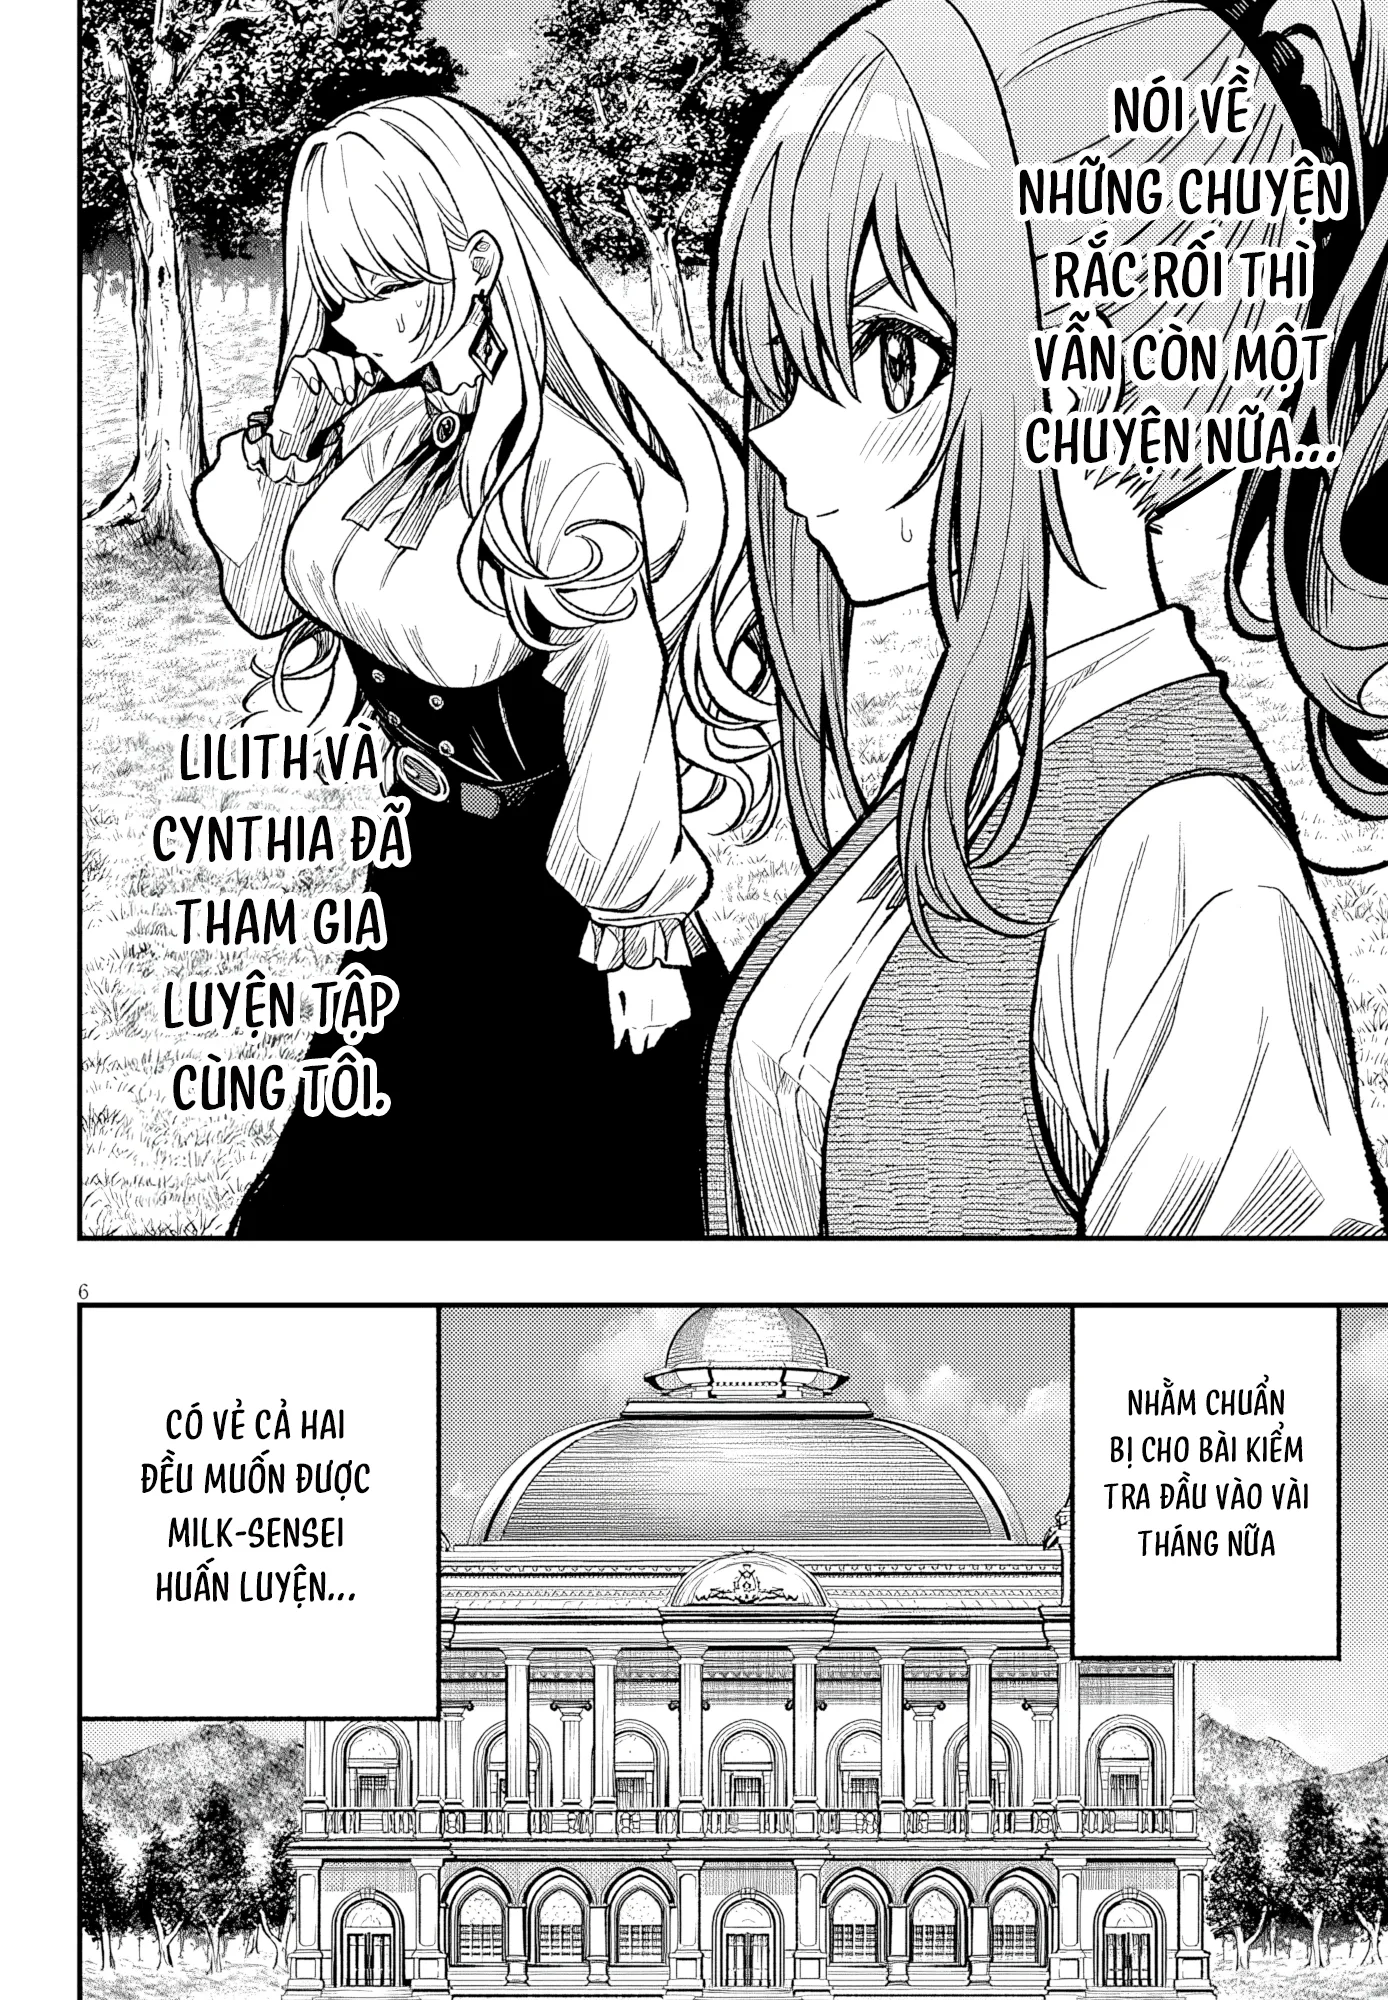 NÓI VỀ
NHỮNG CHUYỆN
RẮC RỐI THÌ
VẪN CÒN MỘT
CHUYỆN NỮA...
LILITH VÀ
CYNTHIA ĐÃ
THAM GIA
LUYỆN TẬP
CÙNG TÔI.
6
NHẰM CHUẨN
BỊ CHO BÀI KIỂM
TRA ĐẦU VÀO VÀI
THÁNG NỮA
CÓ VẺ CẢ HAI
ĐỀU MUỐN ĐƯỢC
MILK-SENSEI
HUẤN LUYỆN...